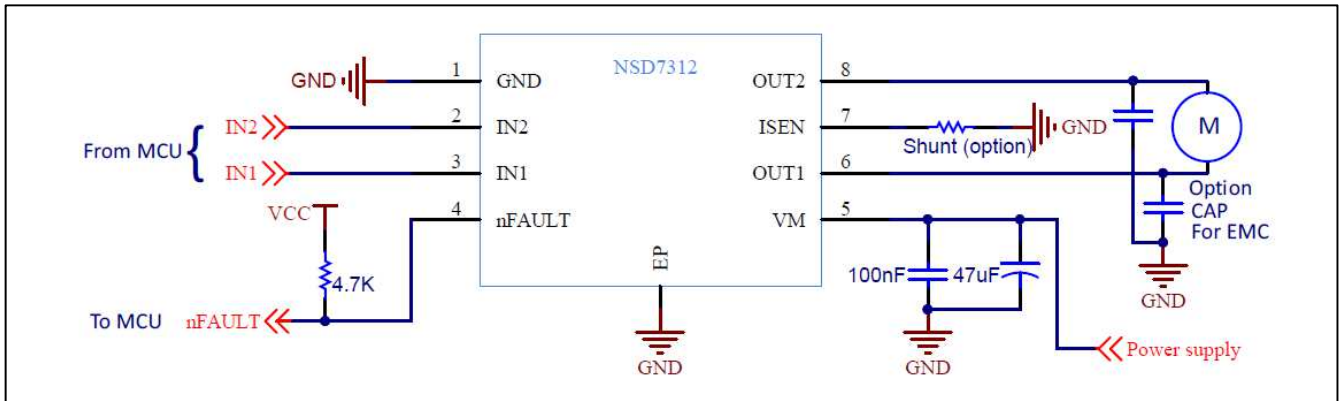 NSD7312
GND
1
GND
OUT2
8
IN2
2
IN2
ISEN
7
GND
From MCU
Shunt (option)
M
IN1
3
IN1
OUT1
6
VCC
4
nFAULT
VM
5
Option
CAP
For EMC
EP
4.7K
100nF
47uF
To MCU
nFAULT
GND
GND
GND
Power supply